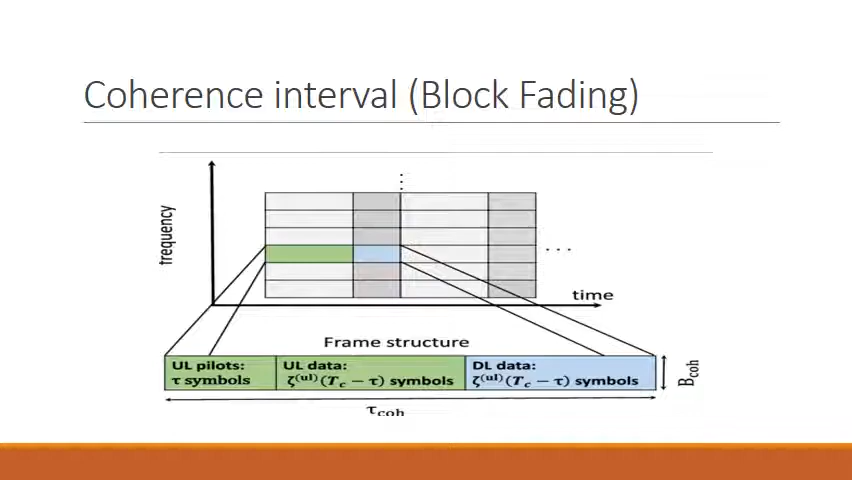 Coherence interval (Block Fading)
frequency
time
Frame structure
UL pilots:
τ symbols
UL data:
ζ⁽ᵘˡ⁾(T_c − τ) symbols
DL data:
ζ⁽ᵘˡ⁾(T_c − τ) symbols
B_coh
τ_coh